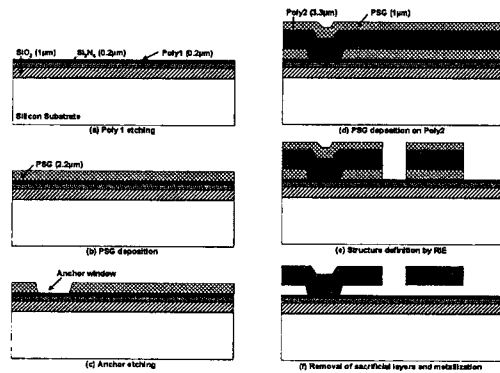 SiO2 (1μm) Si3N4 (0.2μm) Poly1 (0.2μm)
Silicon Substrate
(a) Poly 1 etching
PSG (2.2μm)
(b) PSG deposition
Anchor window
(c) Anchor etching
Poly2 (3.3μm) PSG (1μm)
(d) PSG deposition on Poly2
(e) Structure definition by RIE
(f) Removal of sacrificial layers and metallization